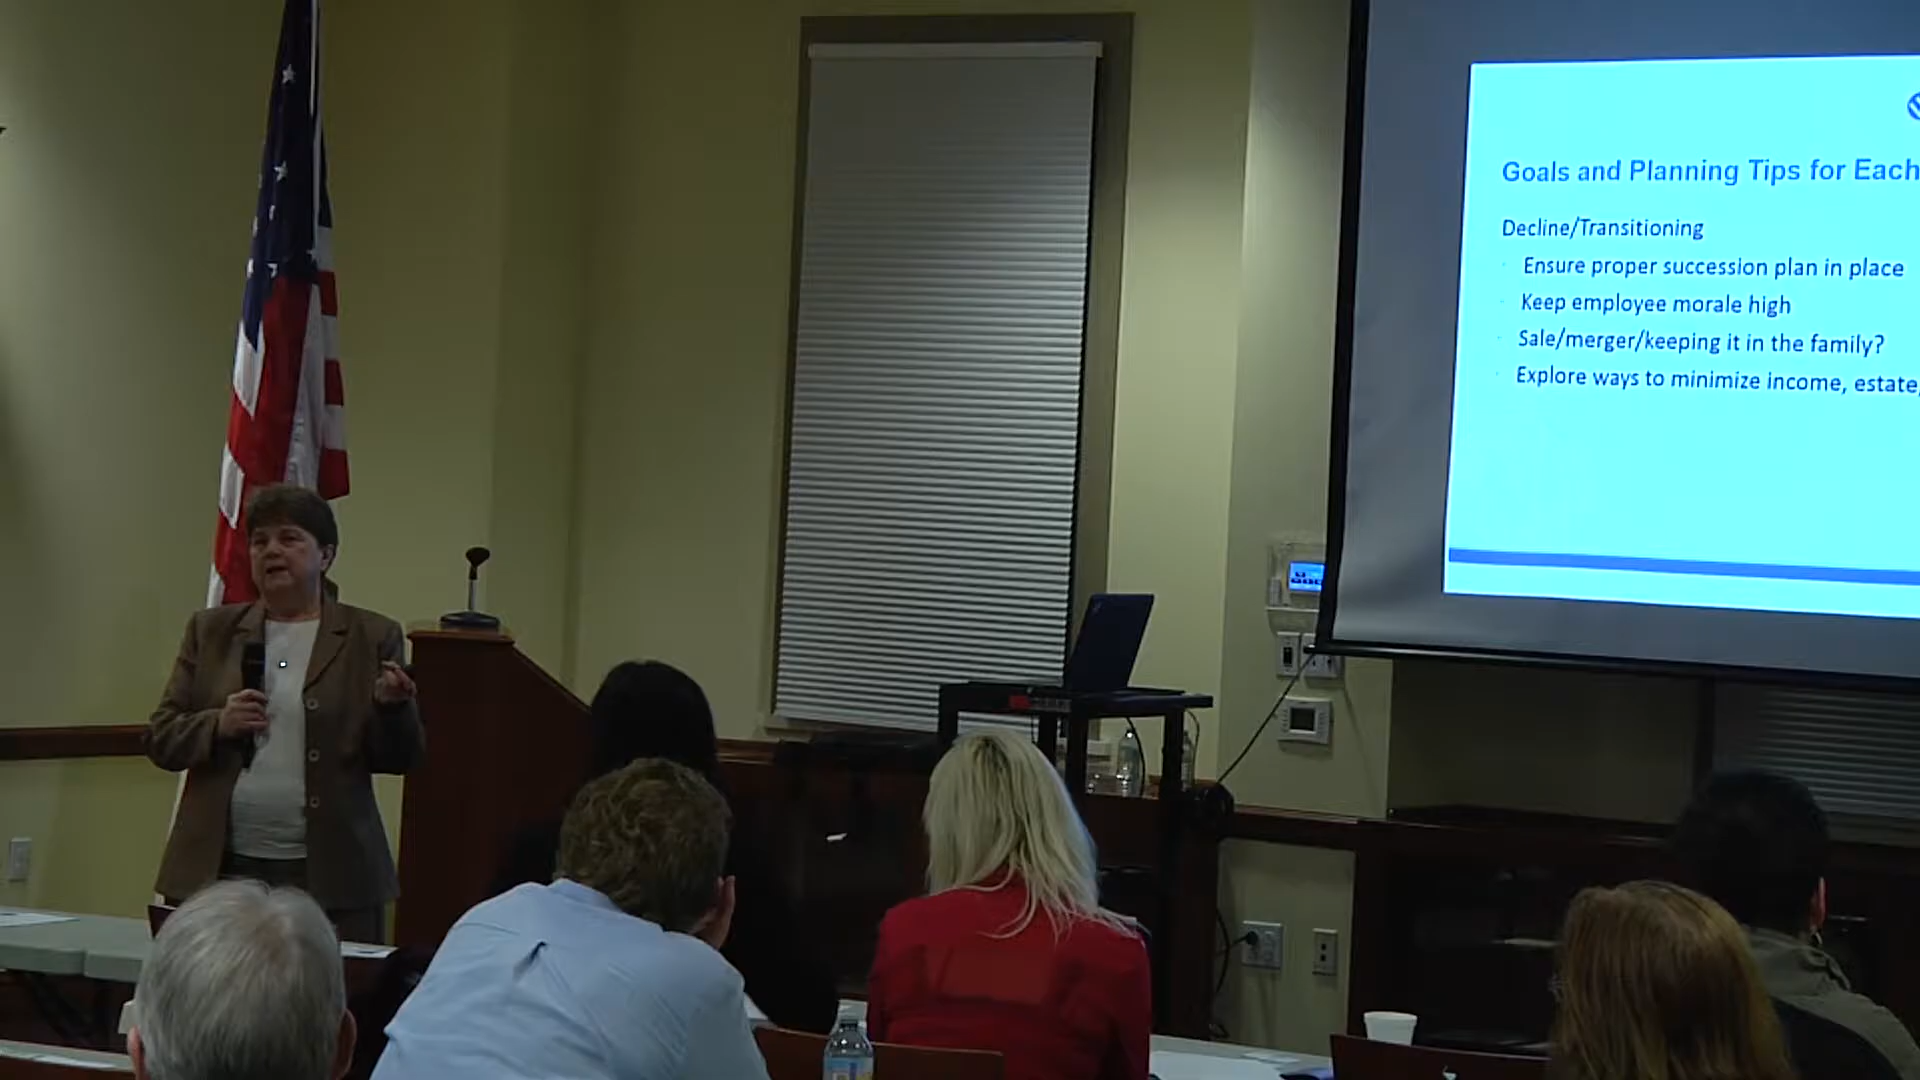 Goals and Planning Tips for Each
Decline/Transitioning
Ensure proper succession plan in place
Keep employee morale high
Sale/merger/keeping it in the family?
Explore ways to minimize income, estate,